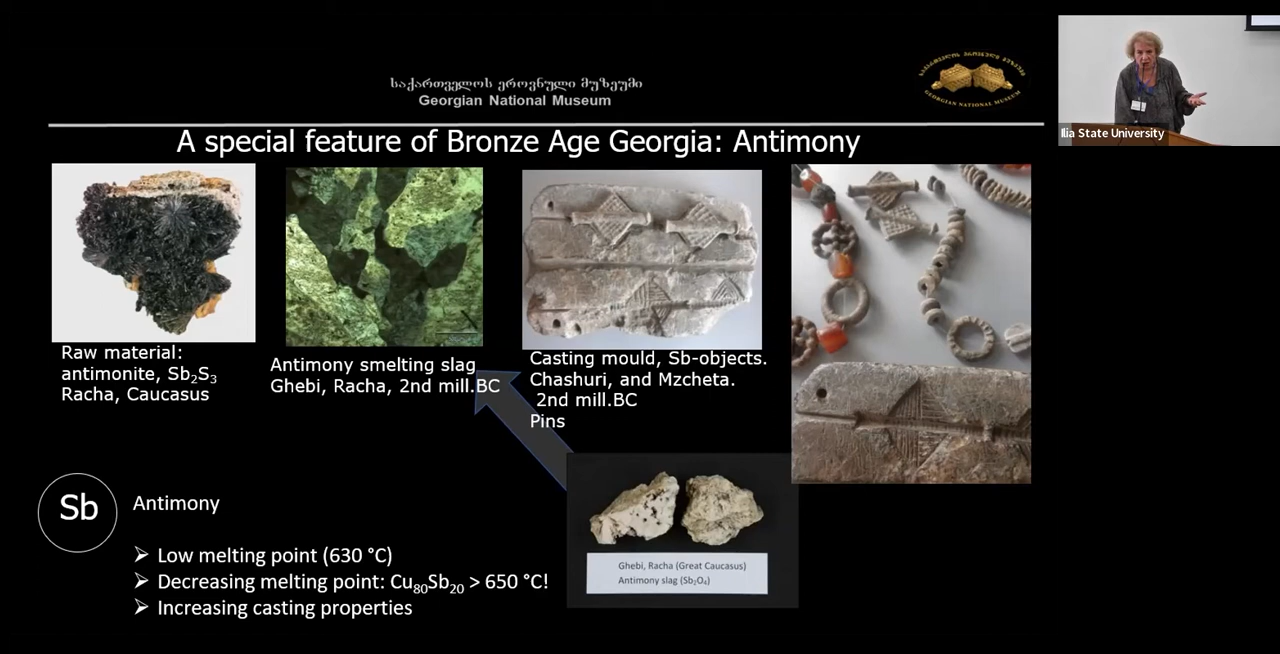 საქართველოს ეროვნული მუზეუმი
Georgian National Museum
GEORGIAN NATIONAL MUSEUM
Ilia State University
A special feature of Bronze Age Georgia: Antimony
Raw material:
antimonite, Sb₂S₃
Racha, Caucasus
Antimony smelting slag
Ghebi, Racha, 2nd mill.BC
Casting mould, Sb-objects.
Chashuri, and Mzcheta.
2nd mill.BC
Pins
Sb
Antimony
➢ Low melting point (630 °C)
➢ Decreasing melting point: Cu₈₀Sb₂₀ > 650 °C!
➢ Increasing casting properties
Ghebi, Racha (Great Caucasus)
Antimony slag (Sb₂O₄)